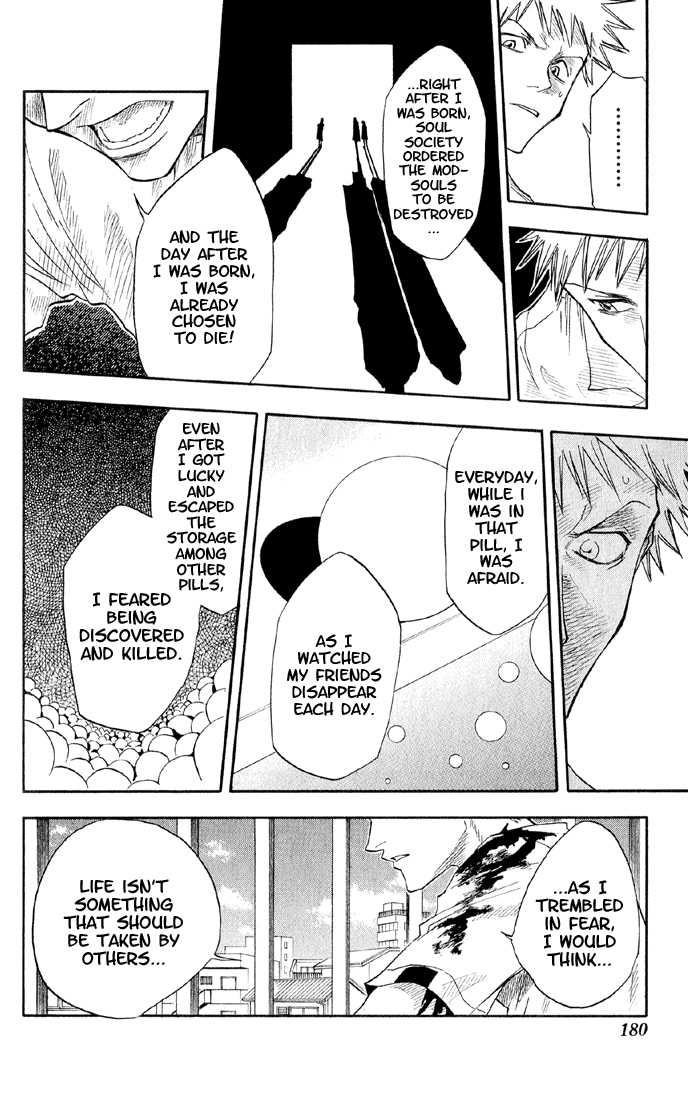 ..........
...RIGHT
AFTER I
WAS BORN,
SOUL
SOCIETY
ORDERED
THE MOD-
SOULS
TO BE
DESTROYED
...
AND THE
DAY AFTER
I WAS BORN,
I WAS
ALREADY
CHOSEN
TO DIE!
EVERYDAY,
WHILE I
WAS IN
THAT
PILL, I
WAS
AFRAID.
AS I
WATCHED
MY FRIENDS
DISAPPEAR
EACH DAY.
EVEN
AFTER
I GOT
LUCKY
AND
ESCAPED
THE
STORAGE
AMONG
OTHER
PILLS,
I FEARED
BEING
DISCOVERED
AND KILLED.
...AS I
TREMBLED
IN FEAR,
I WOULD
THINK...
LIFE ISN'T
SOMETHING
THAT SHOULD
BE TAKEN BY
OTHERS...
180